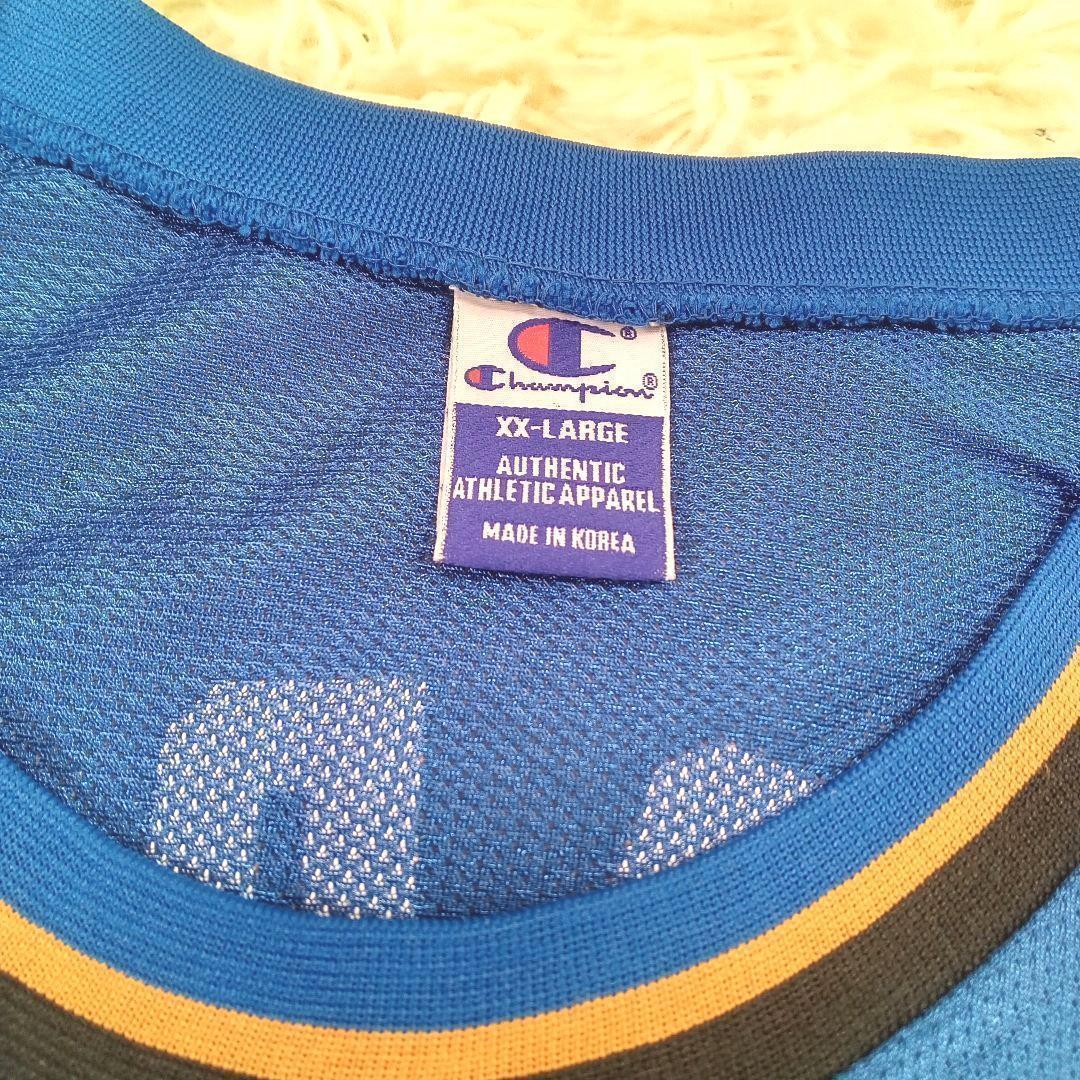 C®
Champion®
XX-LARGE
AUTHENTIC
ATHLETIC APPAREL
MADE IN KOREA